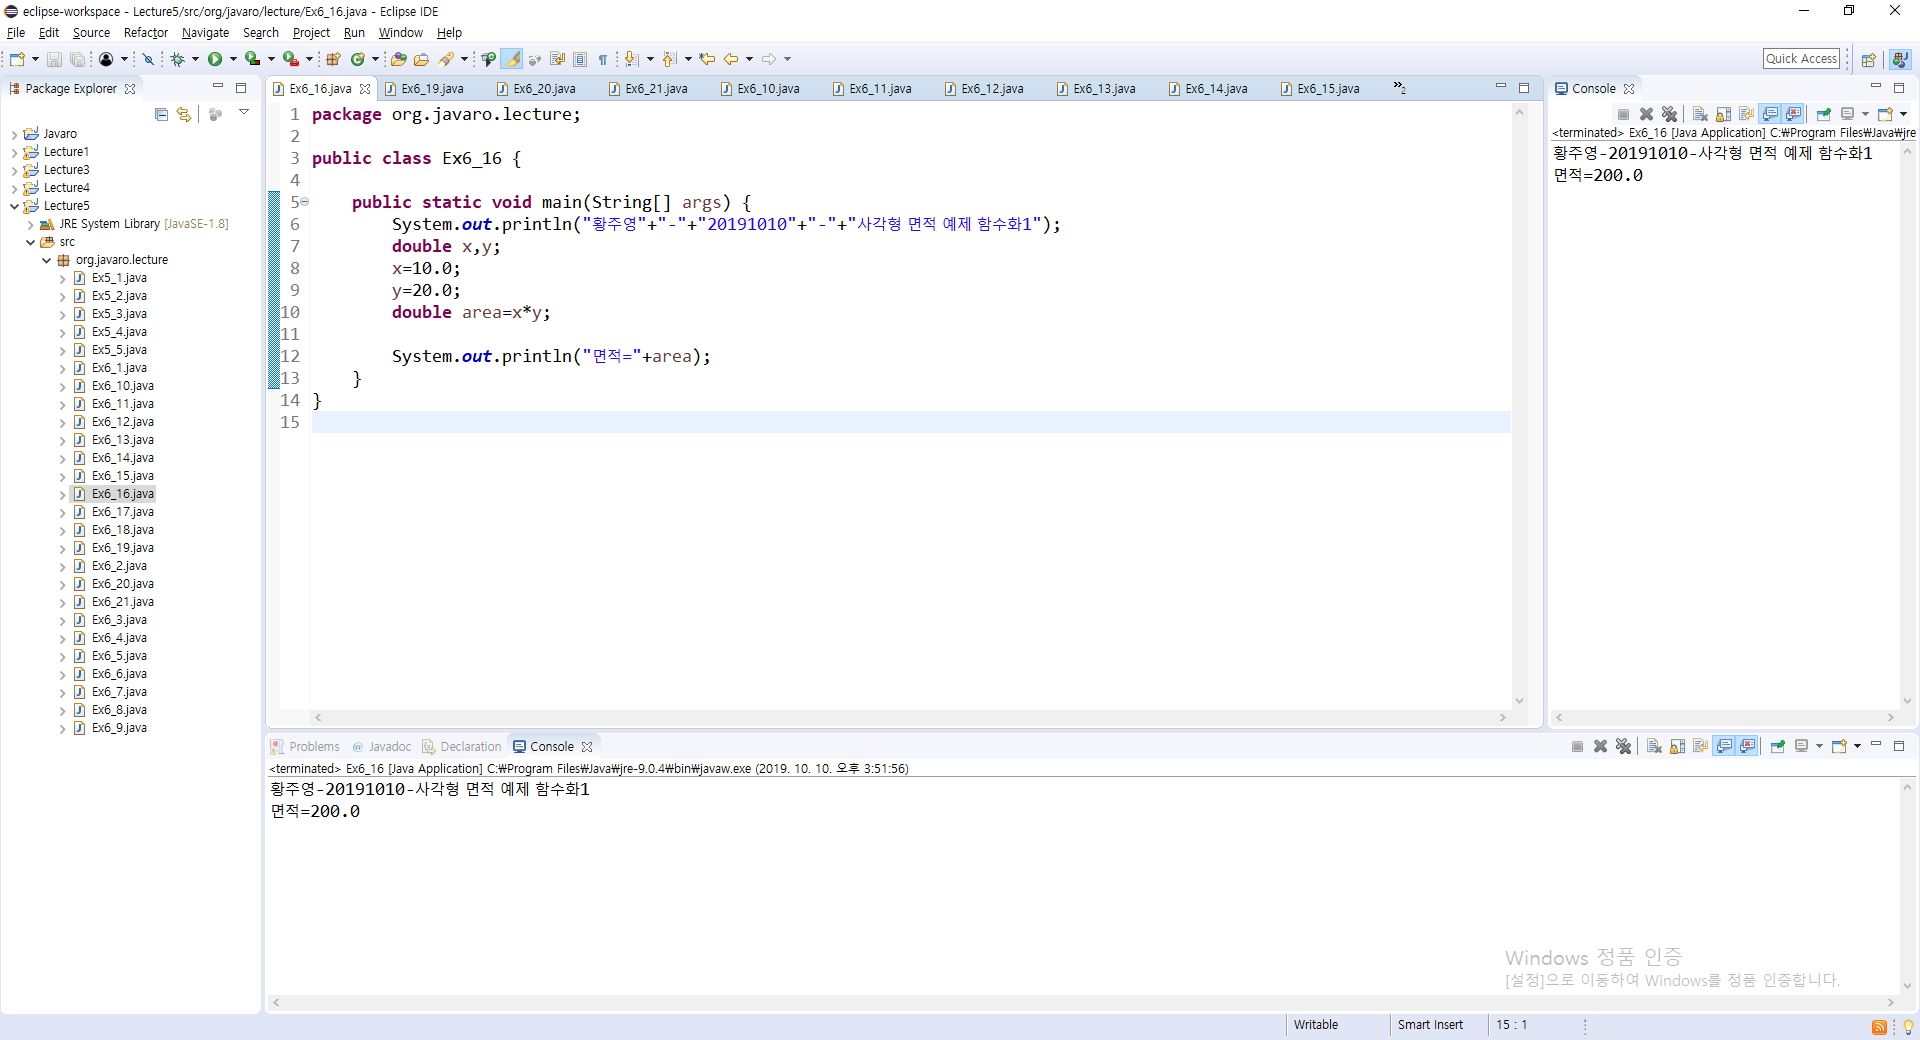 eclipse-workspace - Lecture5/src/org/javaro/lecture/Ex6_16.java - Eclipse IDE
File Edit Source Refactor Navigate Search Project Run Window Help
Quick Access
Package Explorer
Javaro
Lecture1
Lecture3
Lecture4
Lecture5
JRE System Library [JavaSE-1.8]
src
org.javaro.lecture
Ex5_1.java
Ex5_2.java
Ex5_3.java
Ex5_4.java
Ex5_5.java
Ex6_1.java
Ex6_10.java
Ex6_11.java
Ex6_12.java
Ex6_13.java
Ex6_14.java
Ex6_15.java
Ex6_16.java
Ex6_17.java
Ex6_18.java
Ex6_19.java
Ex6_2.java
Ex6_20.java
Ex6_21.java
Ex6_3.java
Ex6_4.java
Ex6_5.java
Ex6_6.java
Ex6_7.java
Ex6_8.java
Ex6_9.java
Ex6_16.java Ex6_19.java Ex6_20.java Ex6_21.java Ex6_10.java Ex6_11.java Ex6_12.java Ex6_13.java Ex6_14.java Ex6_15.java »2
1 package org.javaro.lecture;
2
3 public class Ex6_16 {
4
5 public static void main(String[] args) {
6 System.out.println("황주영"+"-"+"20191010"+"-"+"사각형 면적 예제 함수화1");
7 double x,y;
8 x=10.0;
9 y=20.0;
10 double area=x*y;
11
12 System.out.println("면적="+area);
13 }
14 }
15
Console
<terminated> Ex6_16 [Java Application] C:₩Program Files₩Java₩jre
황주영-20191010-사각형 면적 예제 함수화1
면적=200.0
Problems @ Javadoc Declaration Console
<terminated> Ex6_16 [Java Application] C:₩Program Files₩Java₩jre-9.0.4₩bin₩javaw.exe (2019. 10. 10. 오후 3:51:56)
황주영-20191010-사각형 면적 예제 함수화1
면적=200.0
Windows 정품 인증
[설정]으로 이동하여 Windows를 정품 인증합니다.
Writable Smart Insert 15 : 1